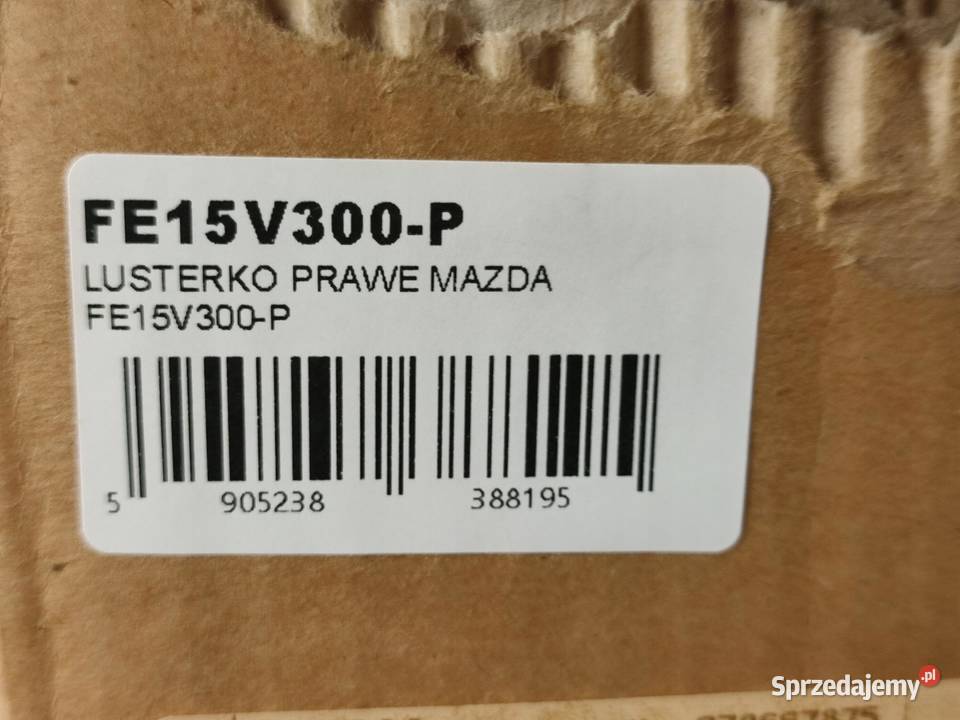 FE15V300-P
LUSTERKO PRAWE MAZDA
FE15V300-P
5 905238 388195
Sprzedajemy.pl